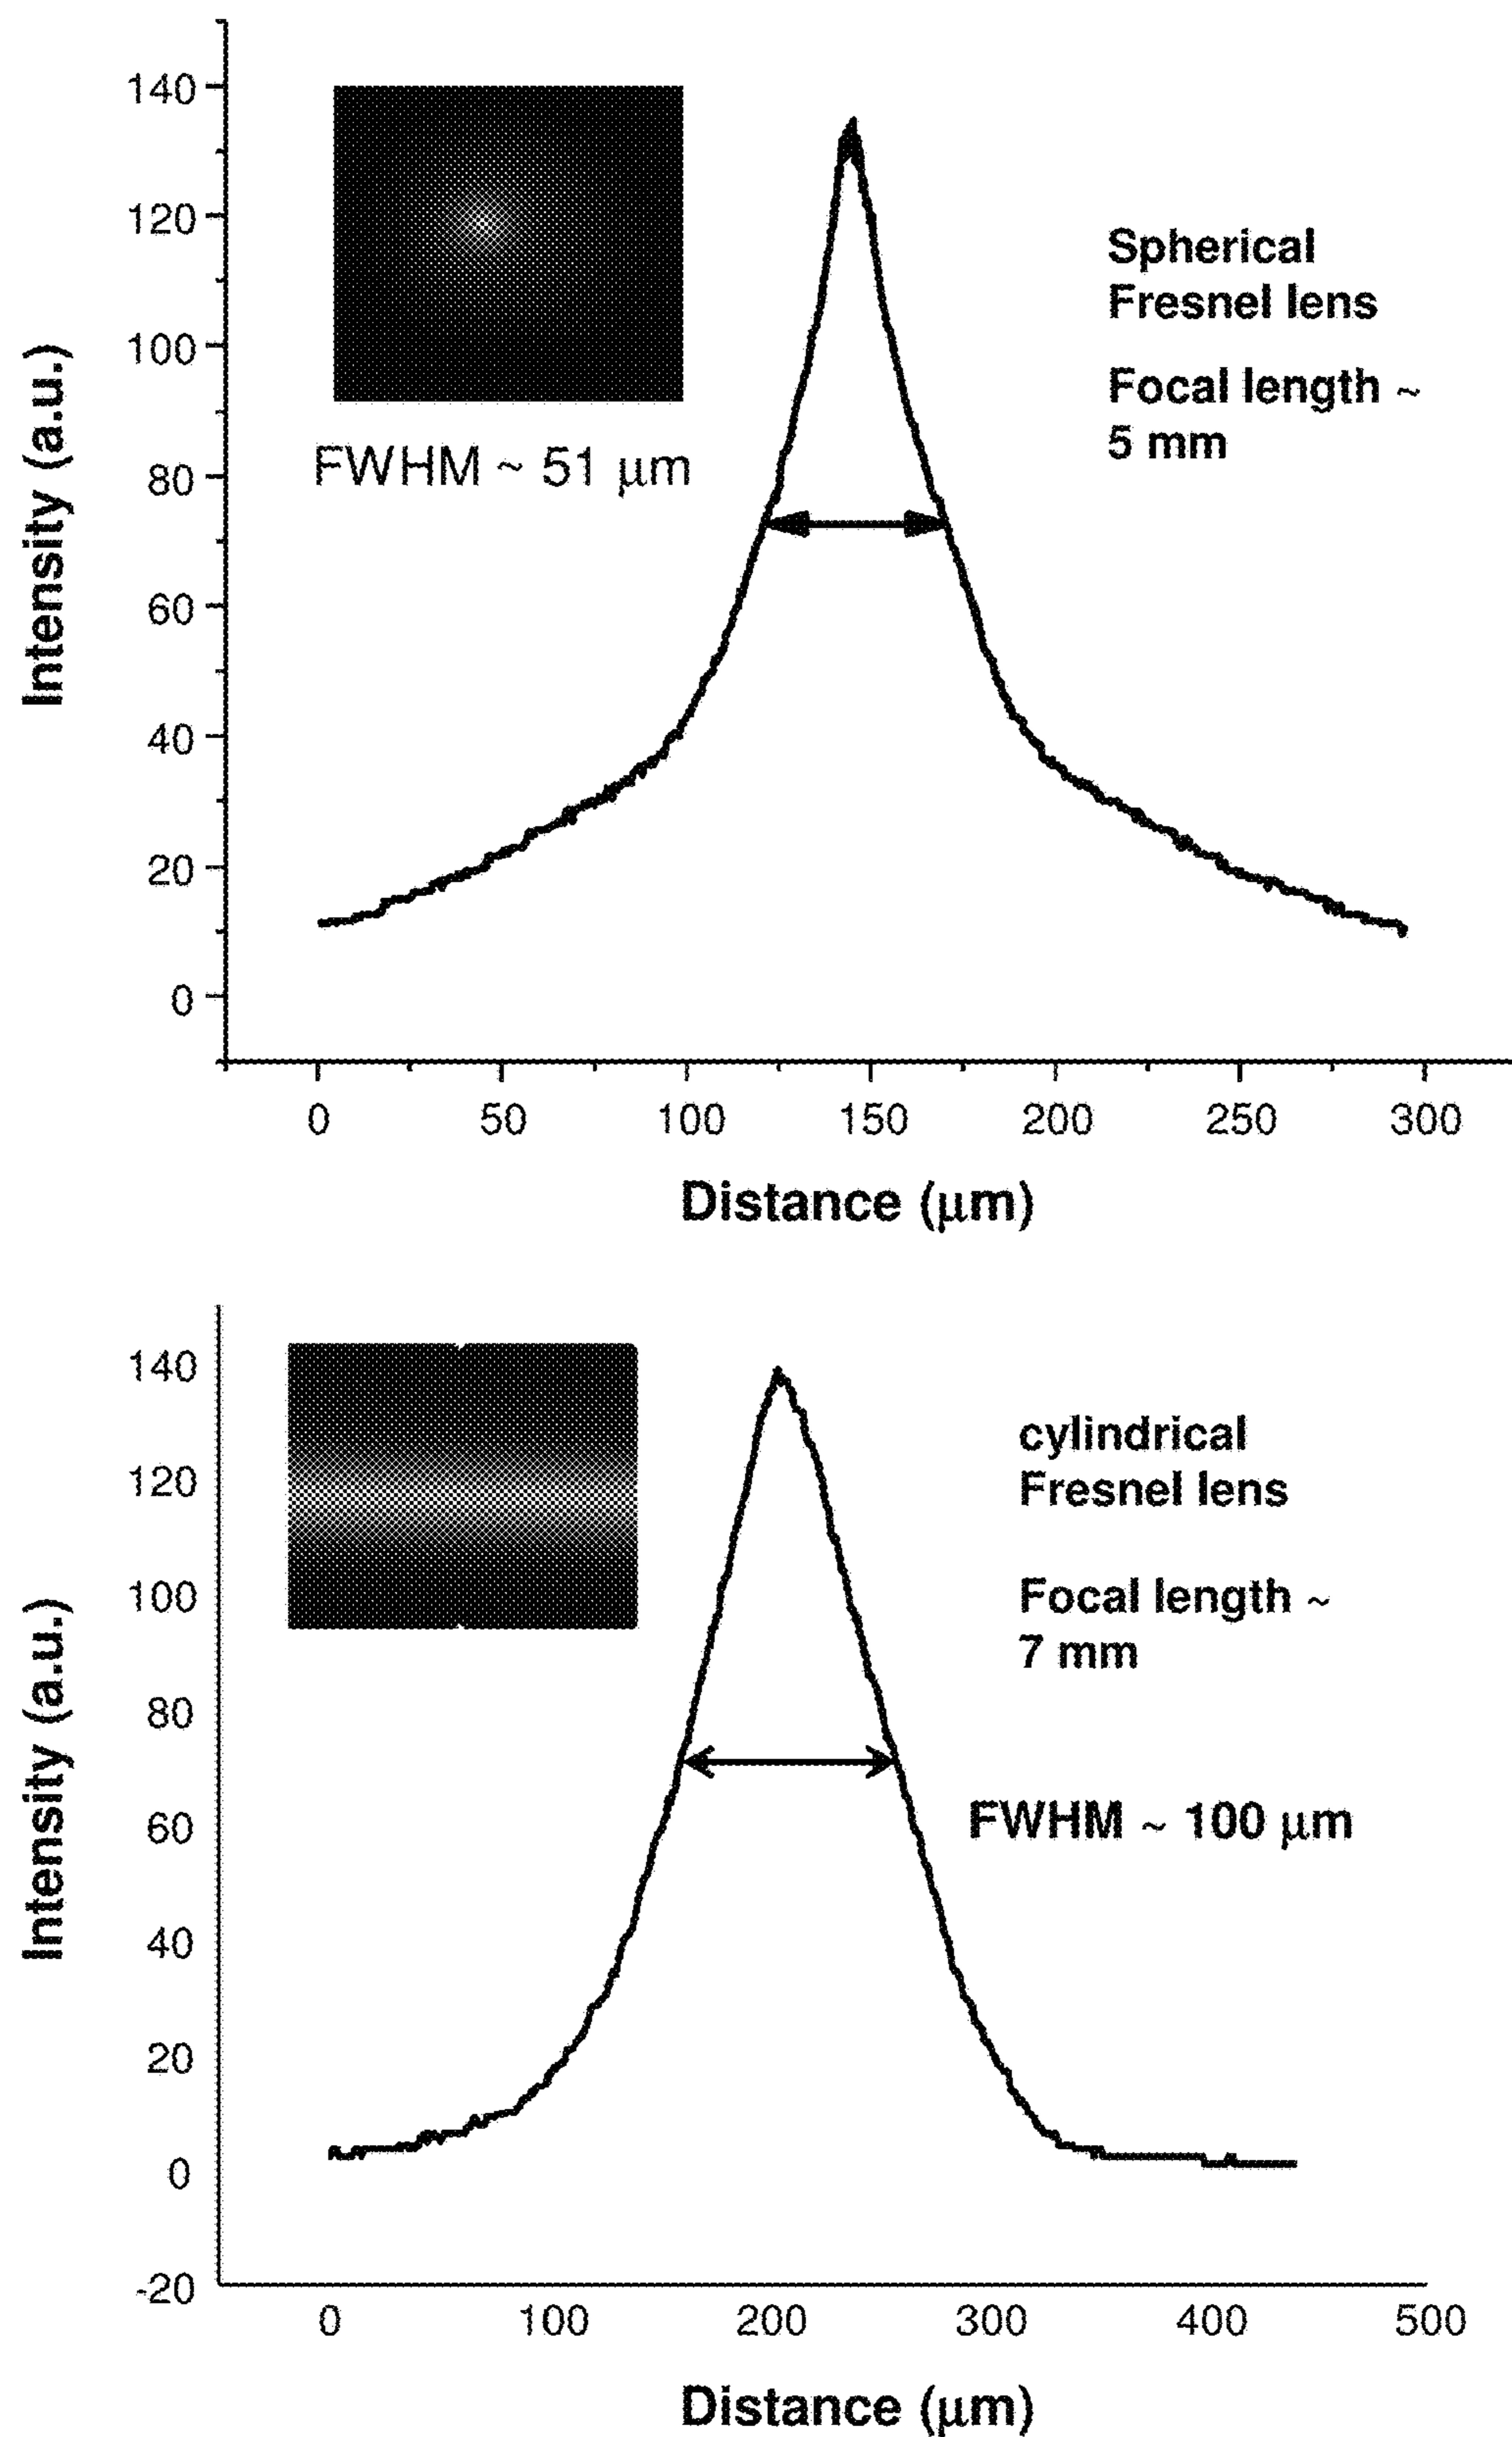 140
120
100
80
60
40
20
0
Intensity (a.u.)
FWHM ~ 51 μm
Spherical
Fresnel lens
Focal length ~
5 mm
0 50 100 150 200 250 300
Distance (μm)
140
120
100
80
60
40
20
0
-20
Intensity (a.u.)
cylindrical
Fresnel lens
Focal length ~
7 mm
FWHM ~ 100 μm
0 100 200 300 400 500
Distance (μm)